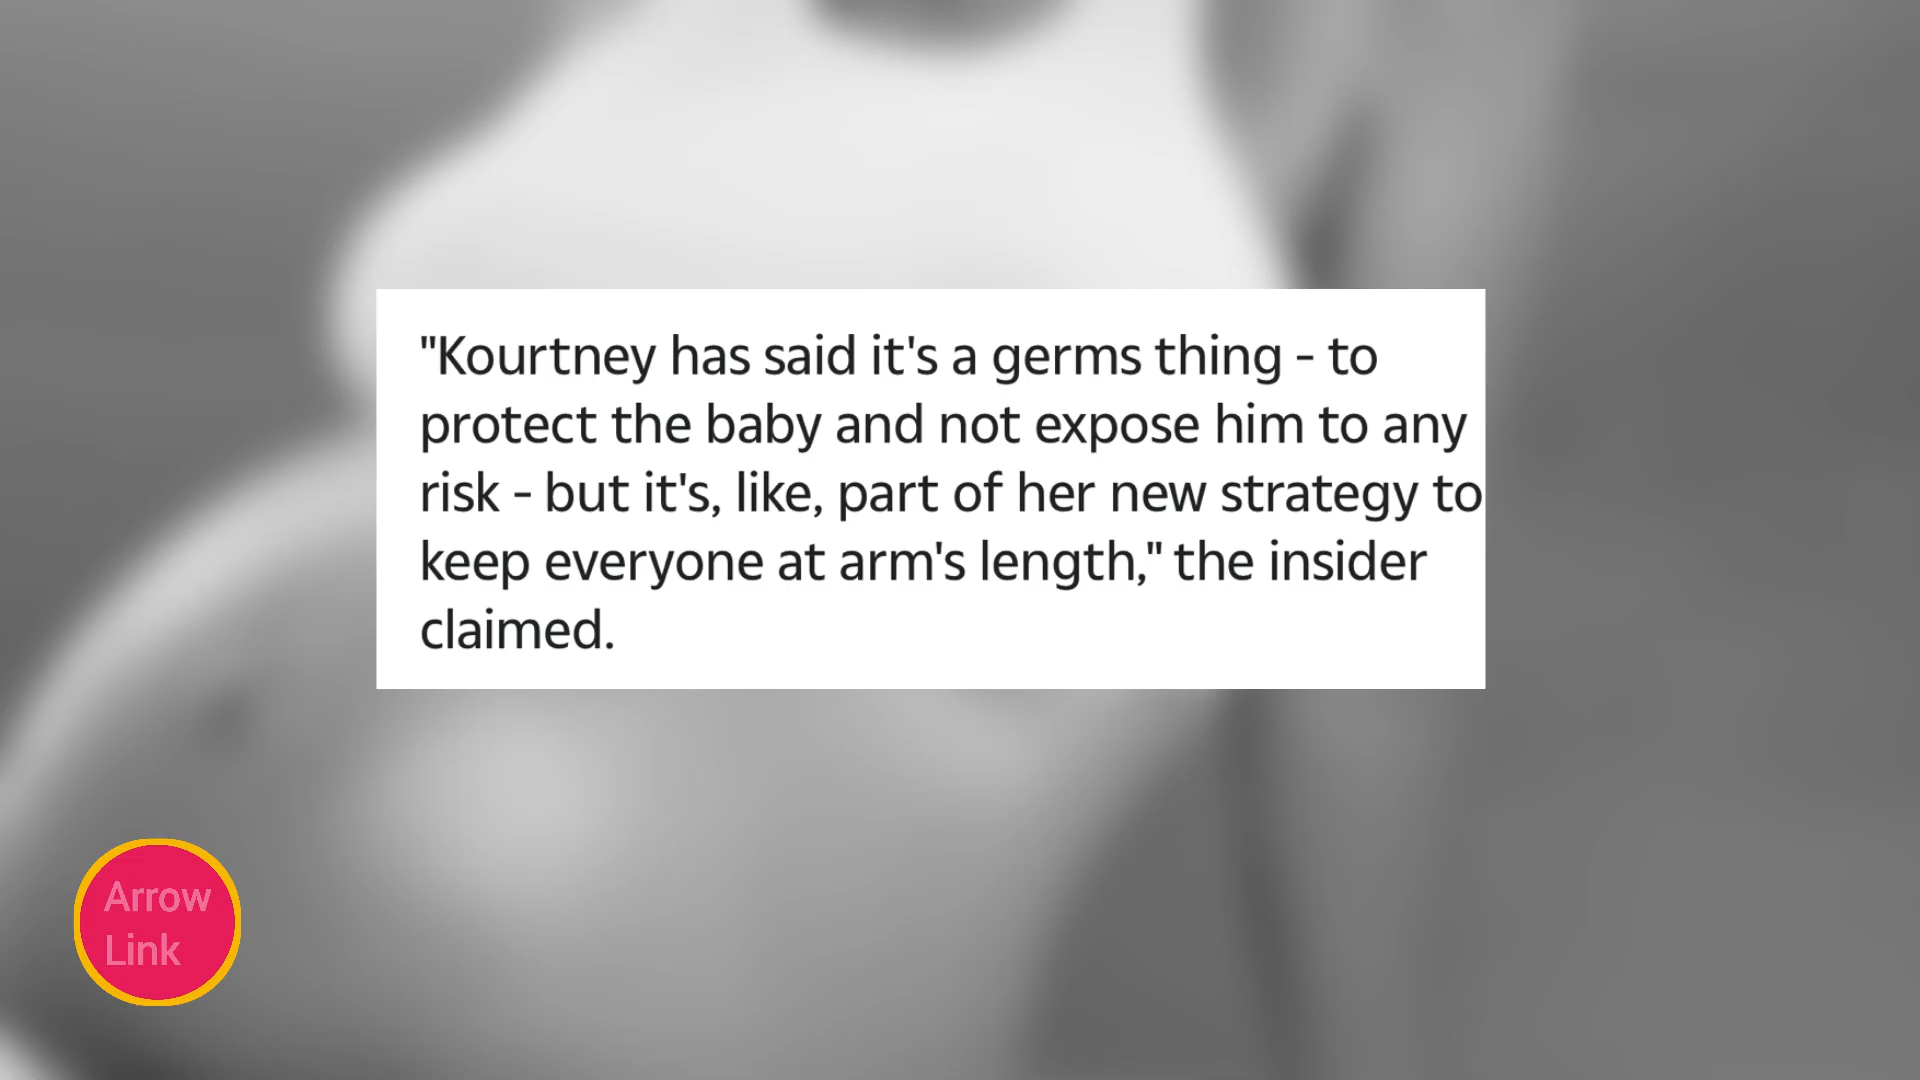 "Kourtney has said it's a germs thing - to
protect the baby and not expose him to any
risk - but it's, like, part of her new strategy to
keep everyone at arm's length," the insider
claimed.
Arrow
Link